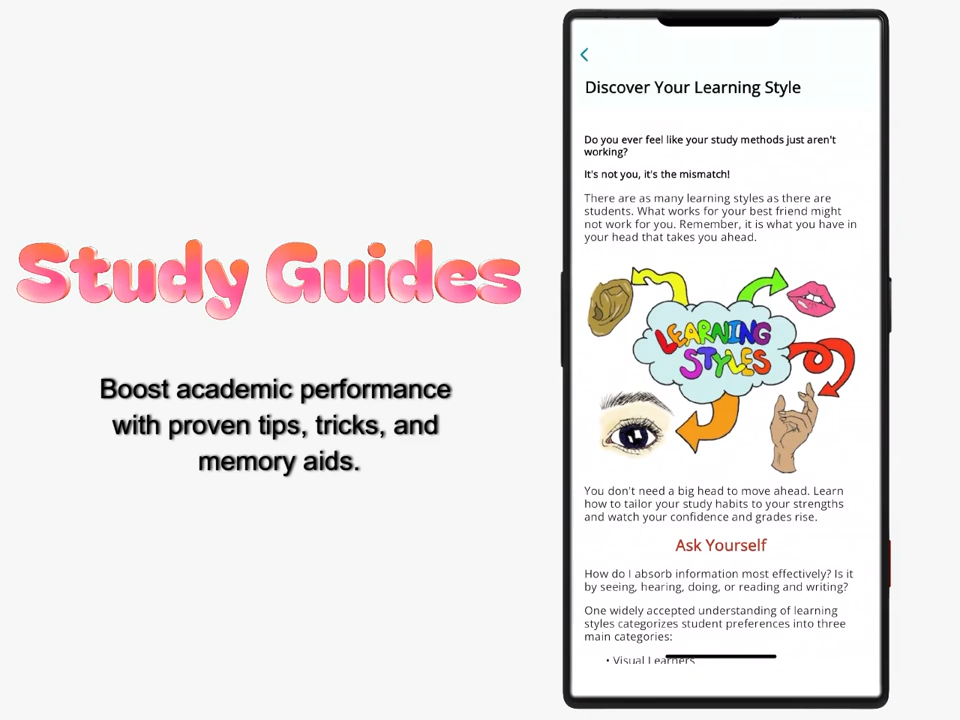 Study Guides
Boost academic performance
with proven tips, tricks, and
memory aids.
Discover Your Learning Style
Do you ever feel like your study methods just aren't
working?
It's not you, it's the mismatch!
There are as many learning styles as there are
students. What works for your best friend might
not work for you. Remember, it is what you have in
your head that takes you ahead.
LEARNING
STYLES
You don't need a big head to move ahead. Learn
how to tailor your study habits to your strengths
and watch your confidence and grades rise.
Ask Yourself
How do I absorb information most effectively? Is it
by seeing, hearing, doing, or reading and writing?
One widely accepted understanding of learning
styles categorizes student preferences into three
main categories:
• Visual Learners